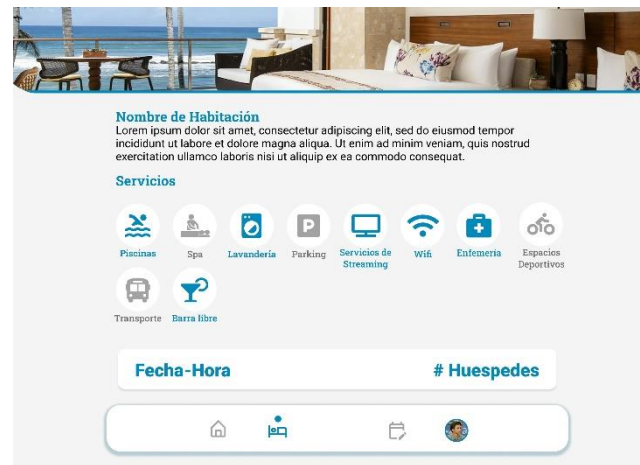 Nombre de Habitación
Lorem ipsum dolor sit amet, consectetur adipiscing elit, sed do eiusmod tempor
incididunt ut labore et dolore magna aliqua. Ut enim ad minim veniam, quis nostrud
exercitation ullamco laboris nisi ut aliquip ex ea commodo consequat.
Servicios
Piscinas
Spa
Lavandería
P
Parking
Servicios de
Streaming
Wifi
Enfemería
Espacios
Deportivos
Transporte
Barra libre
Fecha-Hora
# Huespedes